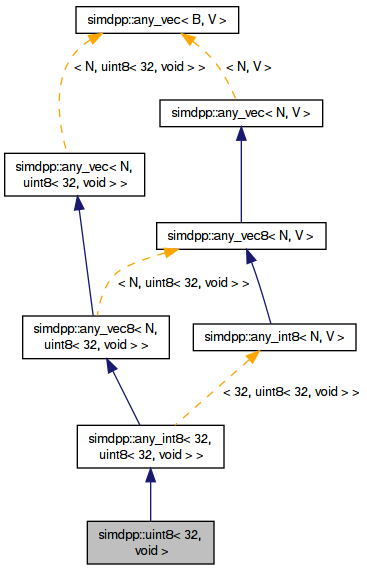 simdpp::any_vec< B, V >
< N, uint8< 32, void > >
< N, V >
simdpp::any_vec< N, V >
simdpp::any_vec< N,
uint8< 32, void > >
simdpp::any_vec8< N, V >
< N, uint8< 32, void > >
simdpp::any_vec8< N,
uint8< 32, void > >
simdpp::any_int8< N, V >
< 32, uint8< 32, void > >
simdpp::any_int8< 32,
uint8< 32, void > >
simdpp::uint8< 32,
void >